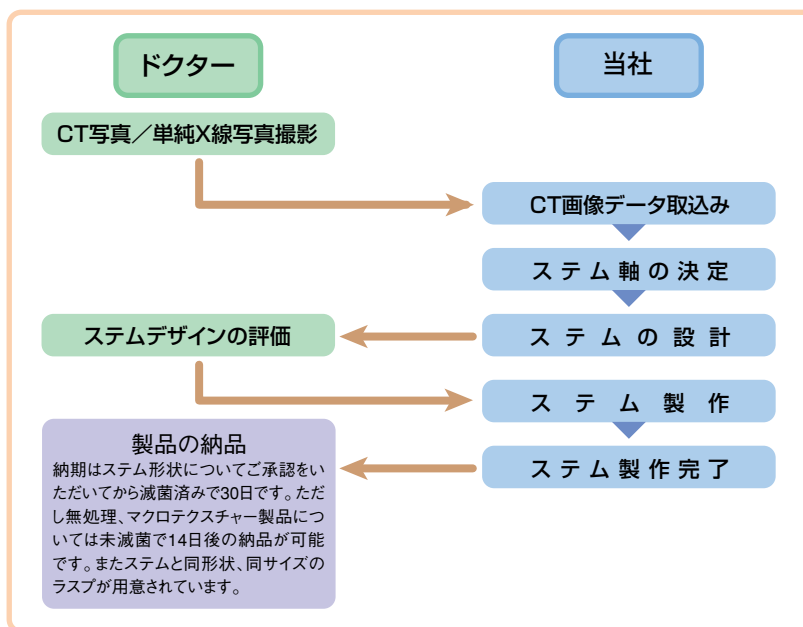 ドクター
当社
CT写真／単純X線写真撮影
CT画像データ取込み
ステム軸の決定
ステムデザインの評価
ステムの設計
ステム製作
製品の納品
納期はステム形状についてご承認をい
ただいてから滅菌済みで30日です。ただ
し無処理、マクロテクスチャー製品につ
いては未滅菌で14日後の納品が可能
です。またステムと同形状、同サイズの
ラスプが用意されています。
ステム製作完了